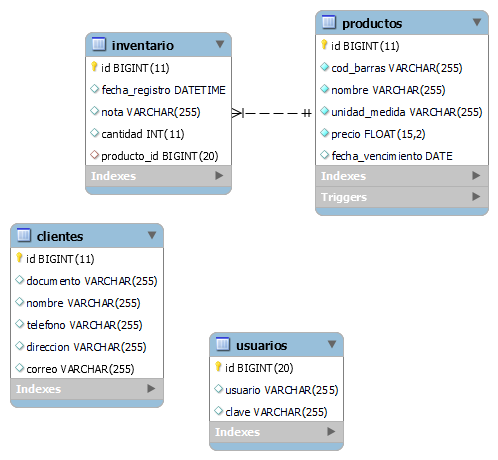 inventario
id BIGINT(11)
fecha_registro DATETIME
nota VARCHAR(255)
cantidad INT(11)
producto_id BIGINT(20)
Indexes
productos
id BIGINT(11)
cod_barras VARCHAR(255)
nombre VARCHAR(255)
unidad_medida VARCHAR(255)
precio FLOAT(15,2)
fecha_vencimiento DATE
Indexes
Triggers
clientes
id BIGINT(11)
documento VARCHAR(255)
nombre VARCHAR(255)
telefono VARCHAR(255)
direccion VARCHAR(255)
correo VARCHAR(255)
Indexes
usuarios
id BIGINT(20)
usuario VARCHAR(255)
clave VARCHAR(255)
Indexes